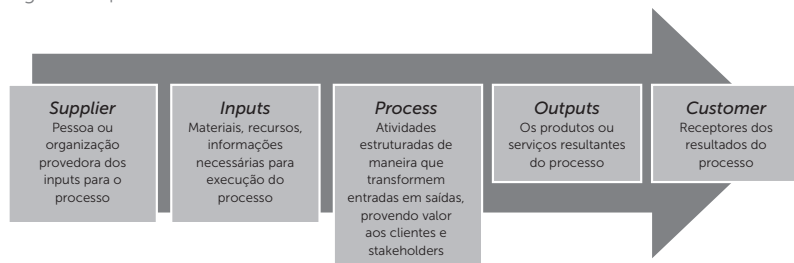 Supplier
Pessoa ou
organização
provedora dos
inputs para o
processo
Inputs
Materiais, recursos,
informações
necessárias para
execução do
processo
Process
Atividades
estruturadas de
maneira que
transformem
entradas em saídas,
provendo valor
aos clientes e
stakeholders
Outputs
Os produtos ou
serviços resultantes
do processo
Customer
Receptores dos
resultados do
processo